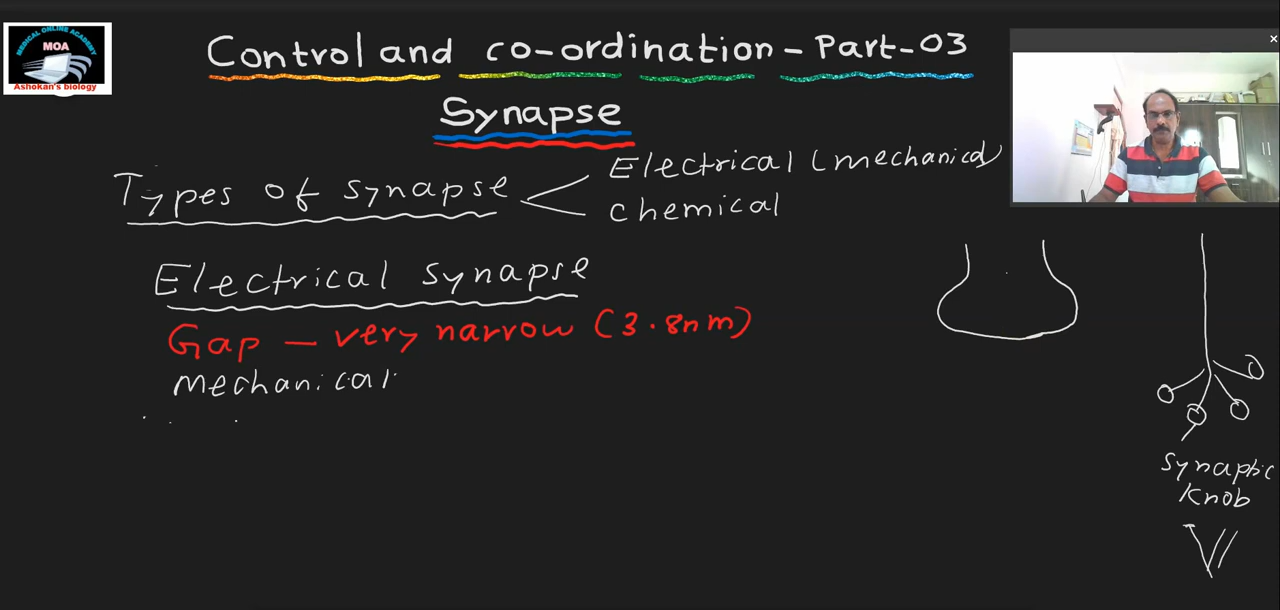 MEDICAL ONLINE ACADEMY
MOA
Ashokan's biology
Control and co-ordination - Part-03
Synapse
Types of synapse
Electrical (mechanical)
chemical
Electrical synapse
Gap - very narrow (3.8nm)
mechanical
Synaptic
Knob